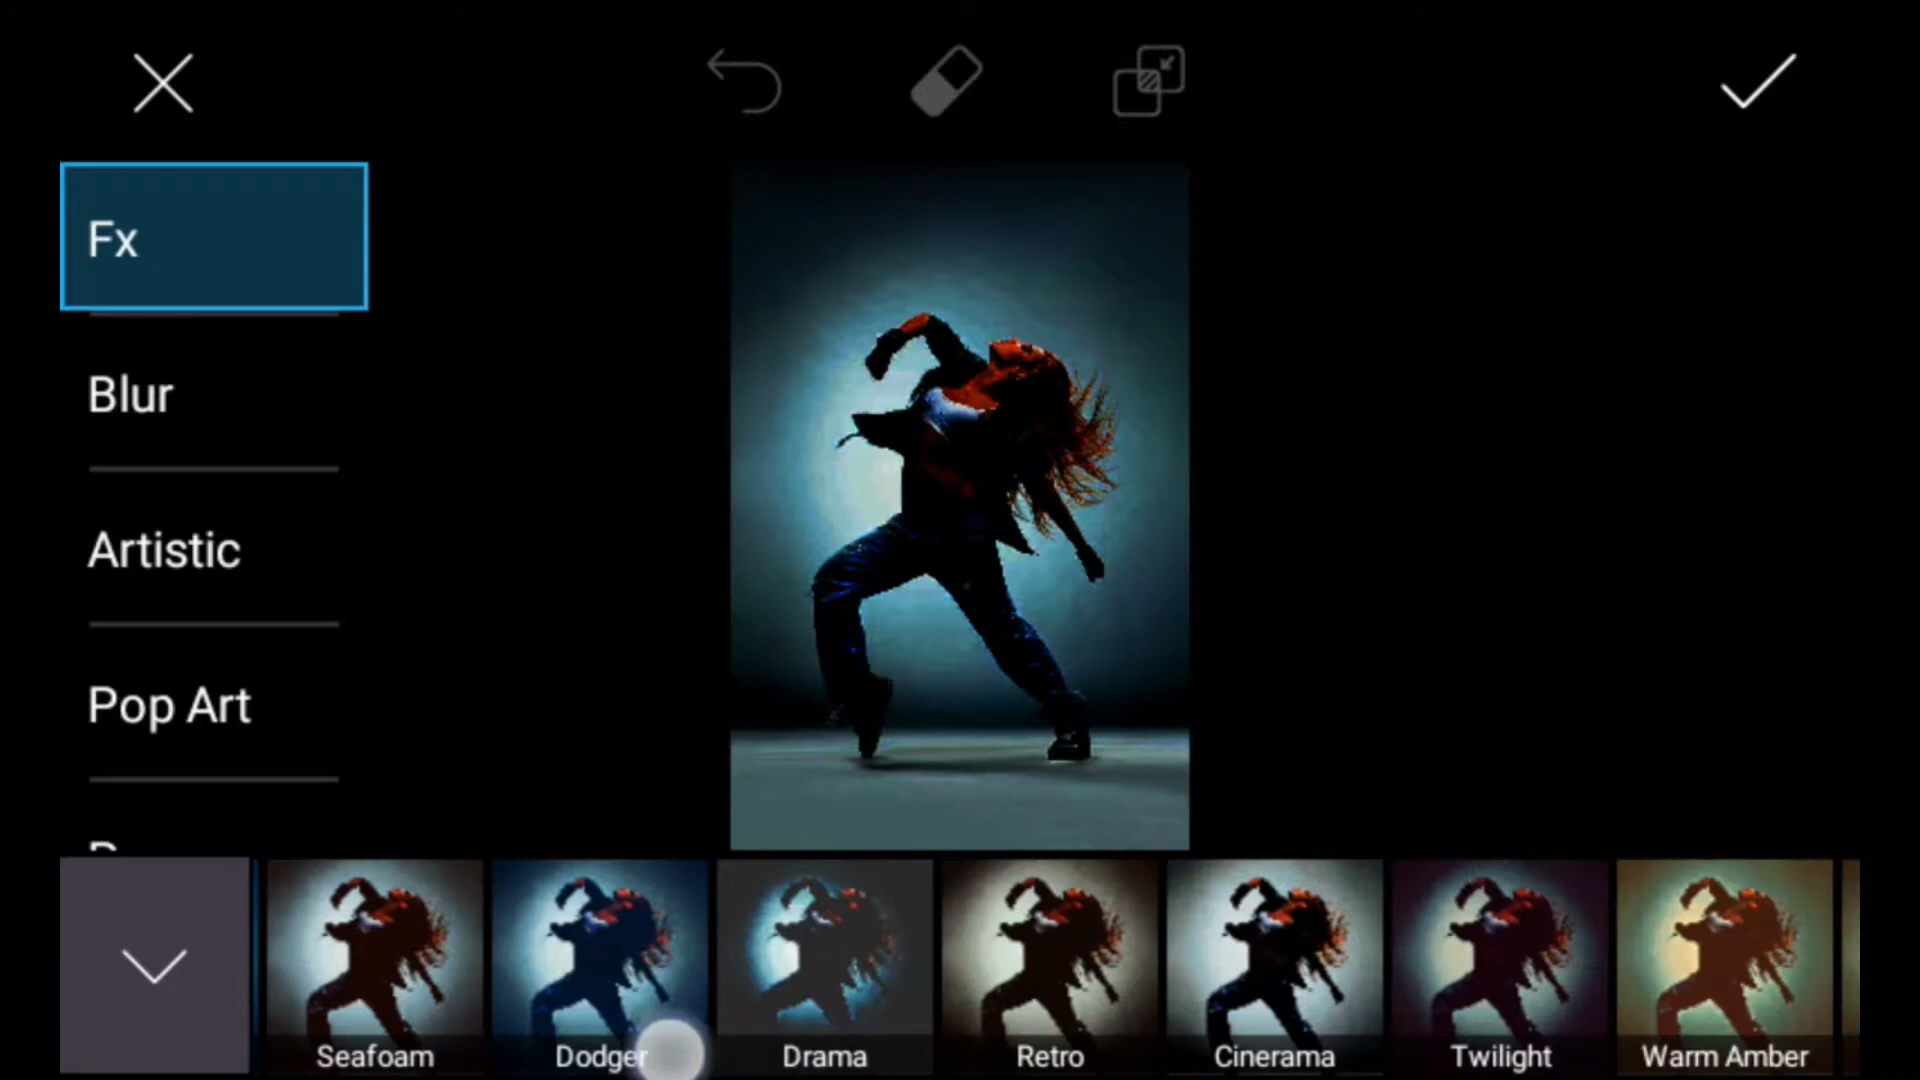 Fx
Blur
Artistic
Pop Art
Seafoam
Dodger
Drama
Retro
Cinerama
Twilight
Warm Amber